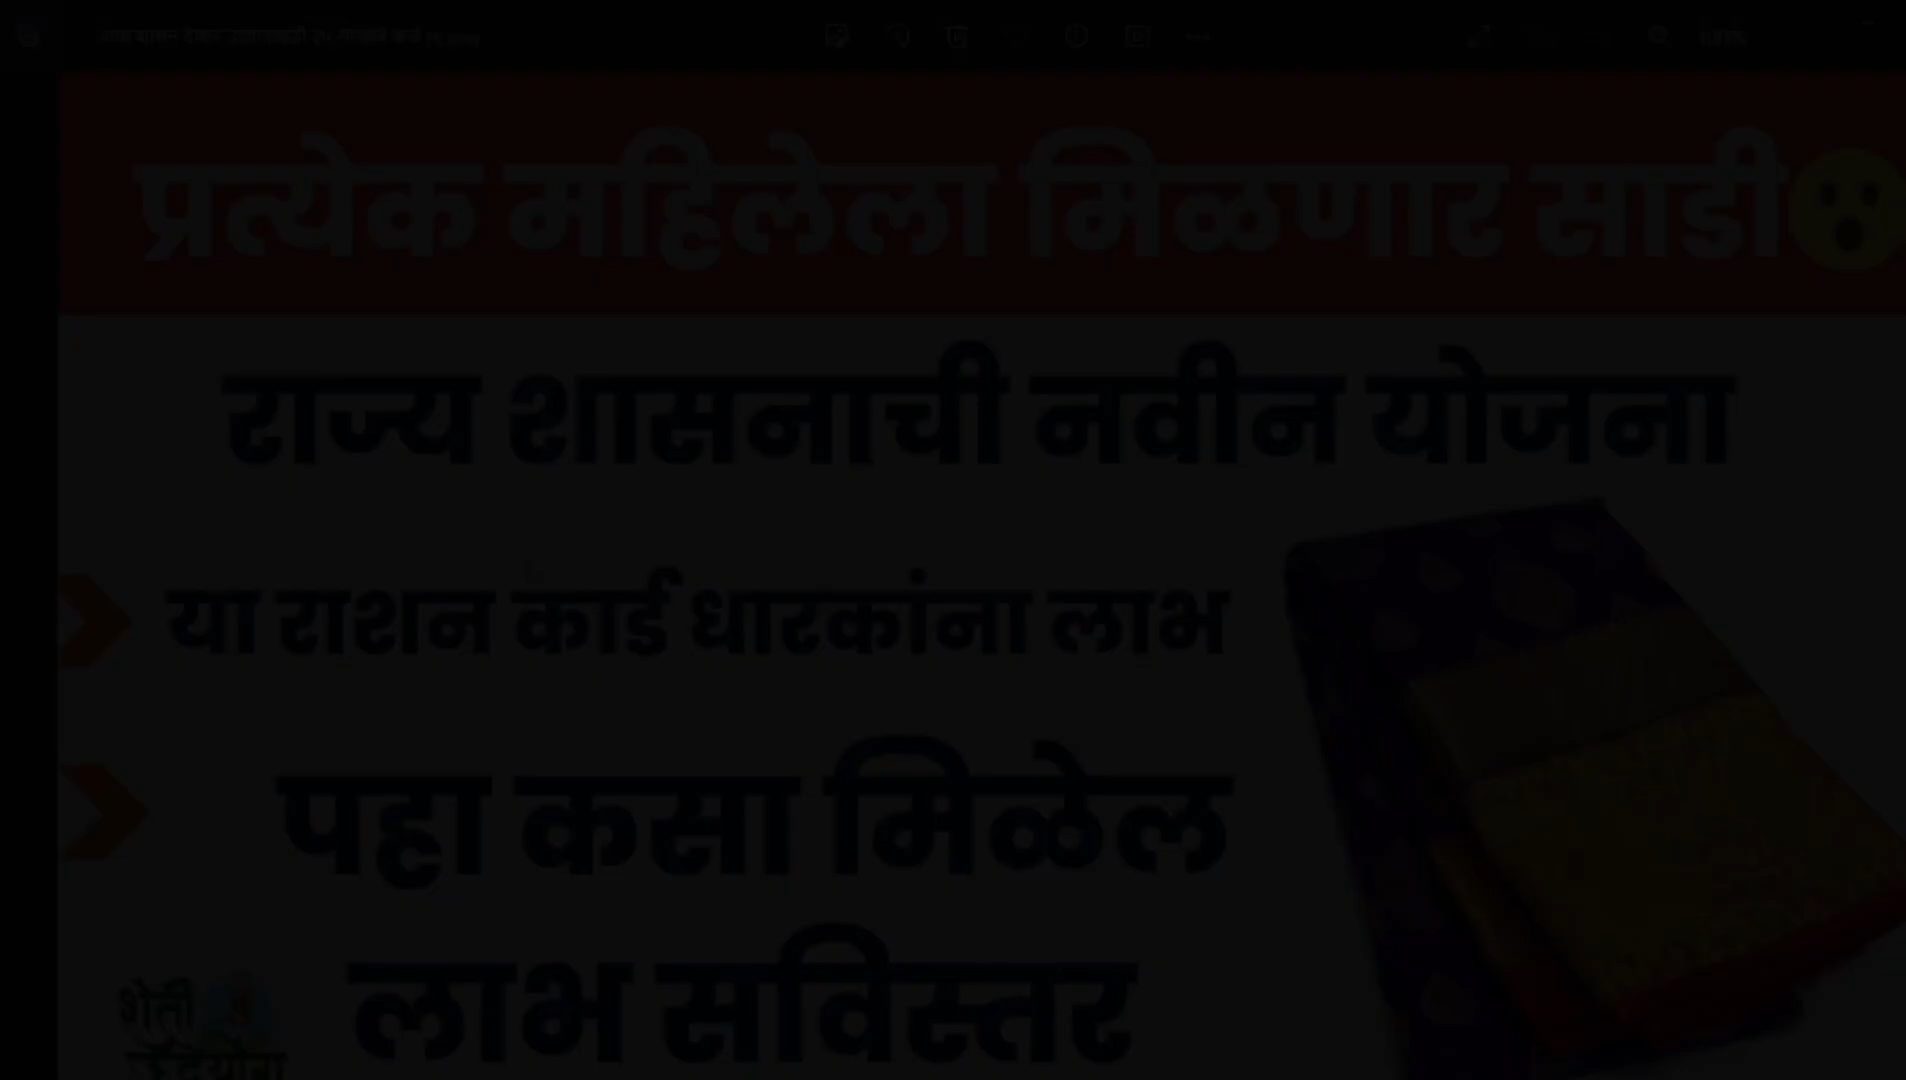 प्रत्येक महिलेला मिळणार साडी
राज्य शासनाची नवीन योजना
या राशन कार्ड धारकांना लाभ
पहा कसा मिळेल
लाभ सविस्तर
शेती